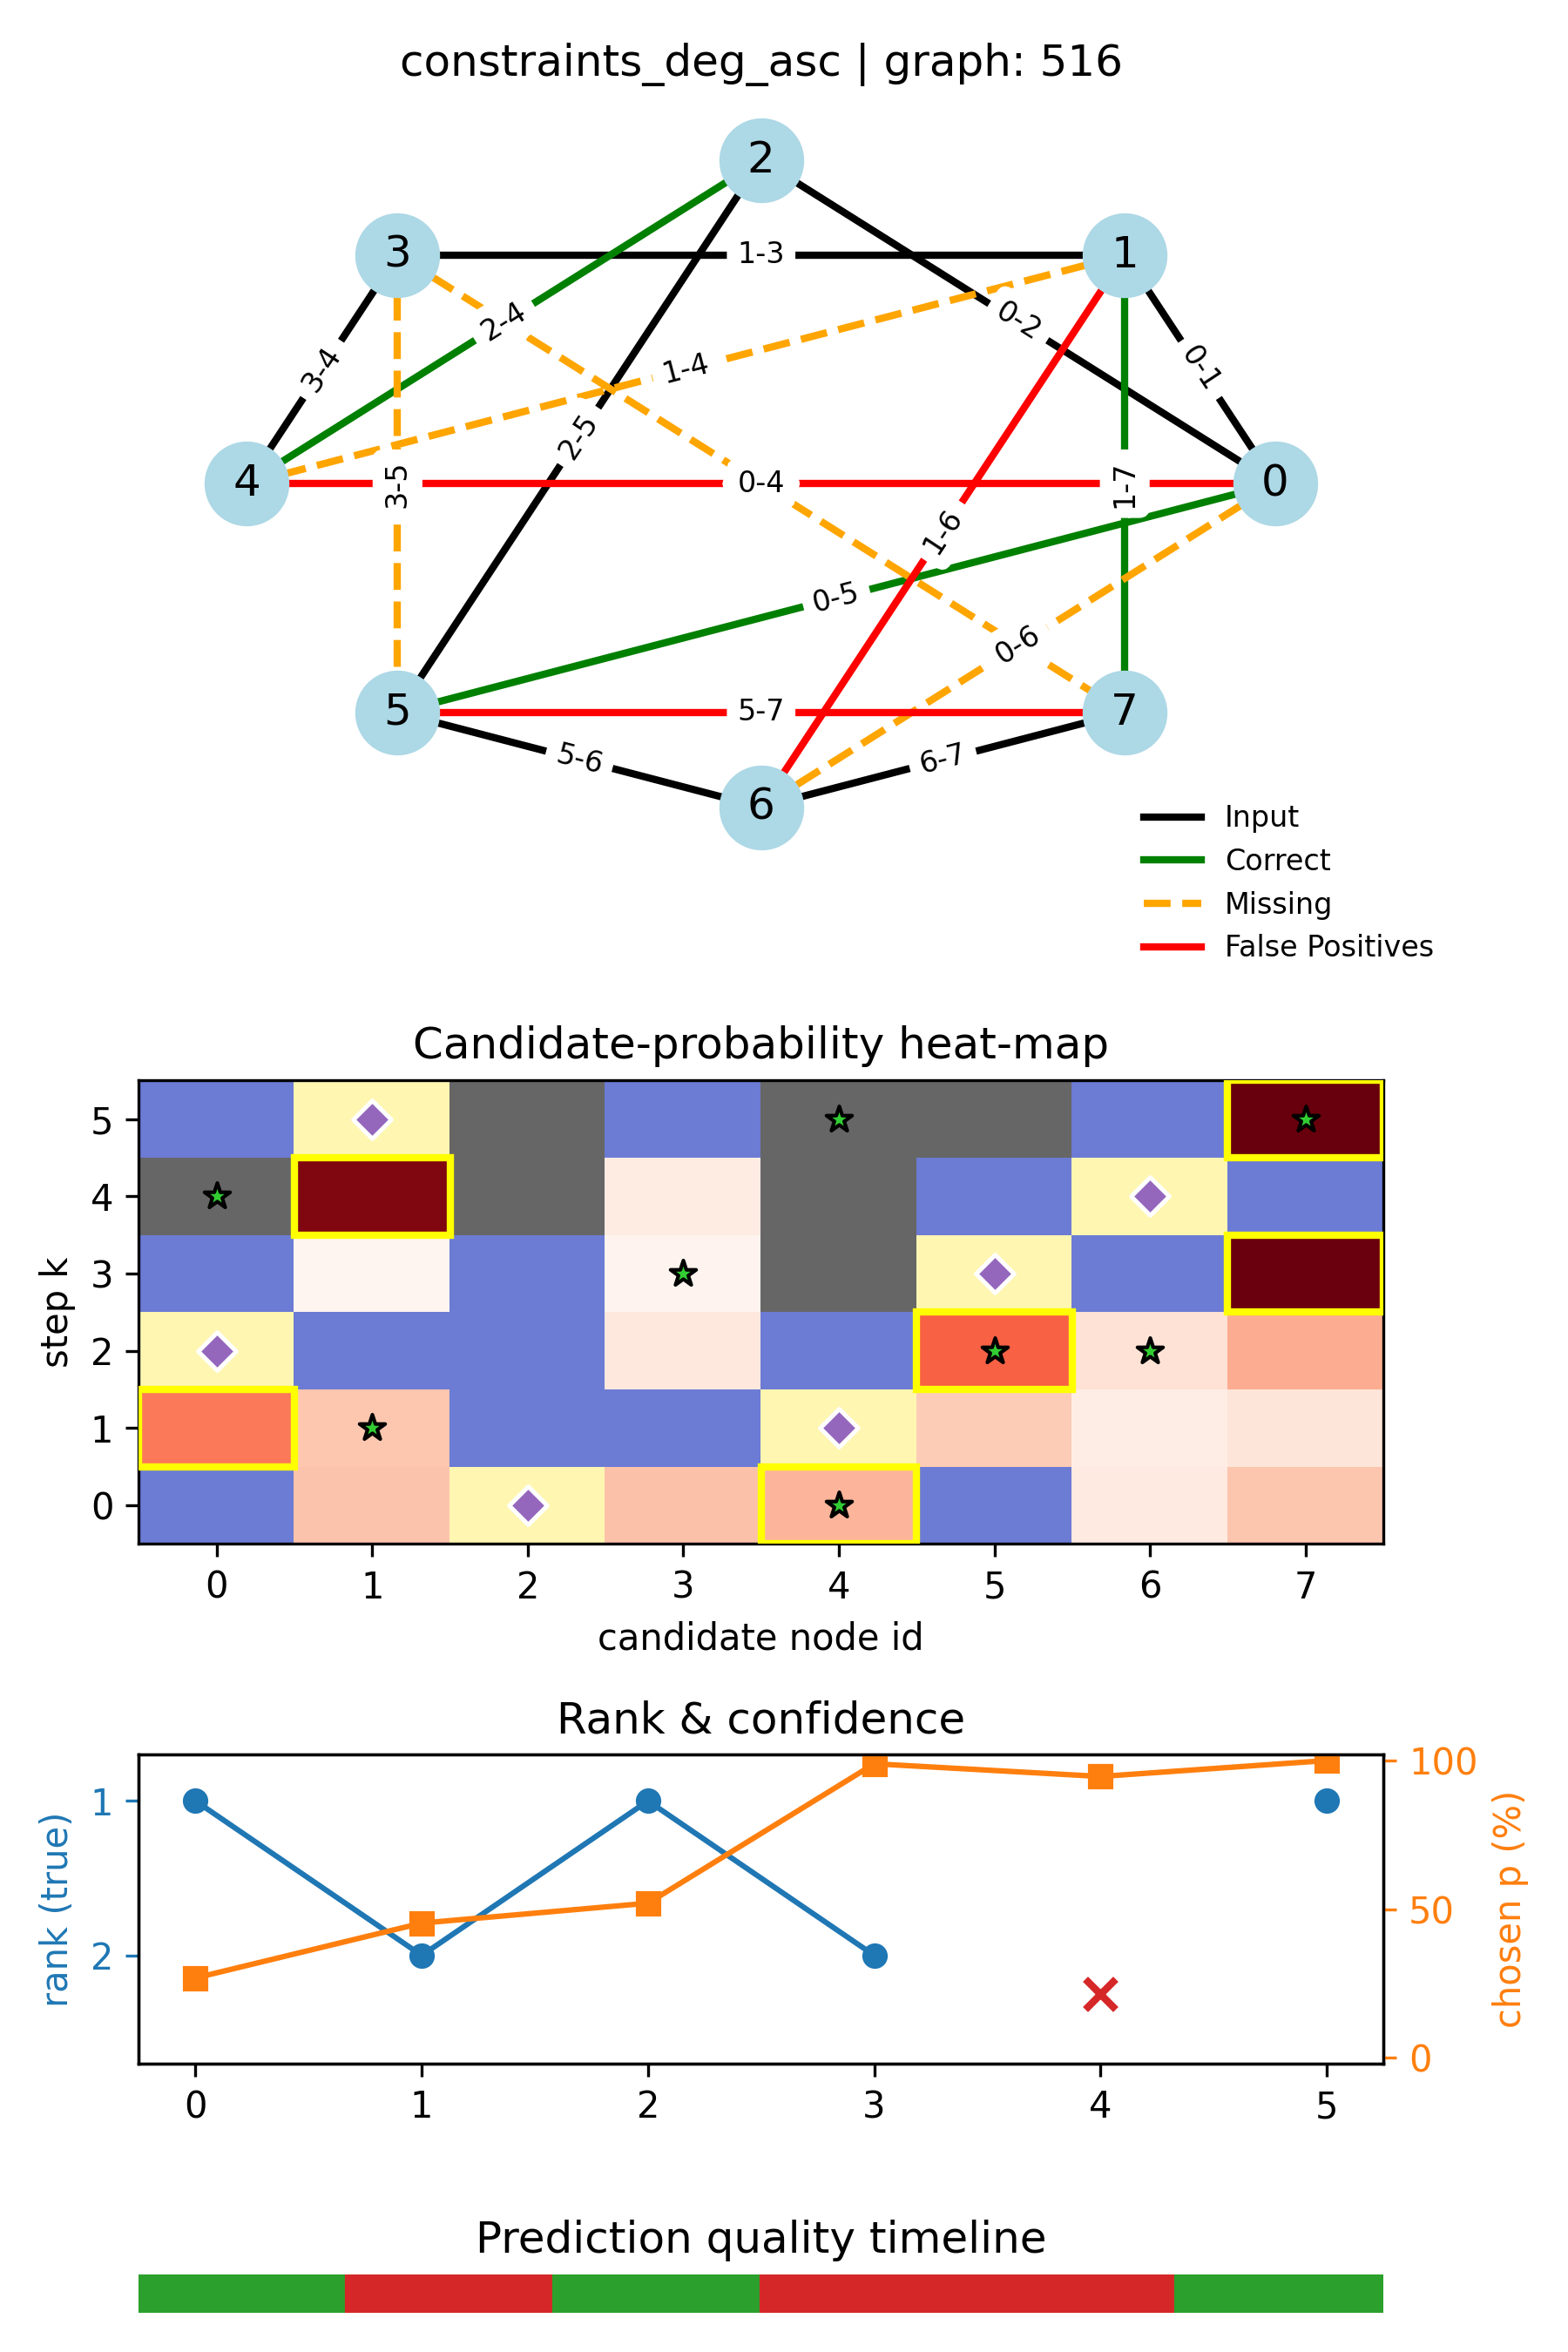 constraints_deg_asc | graph: 516
2
3
1
1-3
0-2
2-4
3-4
1-4
0-1
2-5
4
3-5
0-4
1-7
0
1-6
0-5
0-6
5
5-7
7
5-6
6-7
6
Input
Correct
Missing
False Positives
Candidate-probability heat-map
5
4
3
2
1
0
step k
0 1 2 3 4 5 6 7
candidate node id
Rank & confidence
1
2
rank (true)
100
50
0
chosen p (%)
0 1 2 3 4 5
Prediction quality timeline